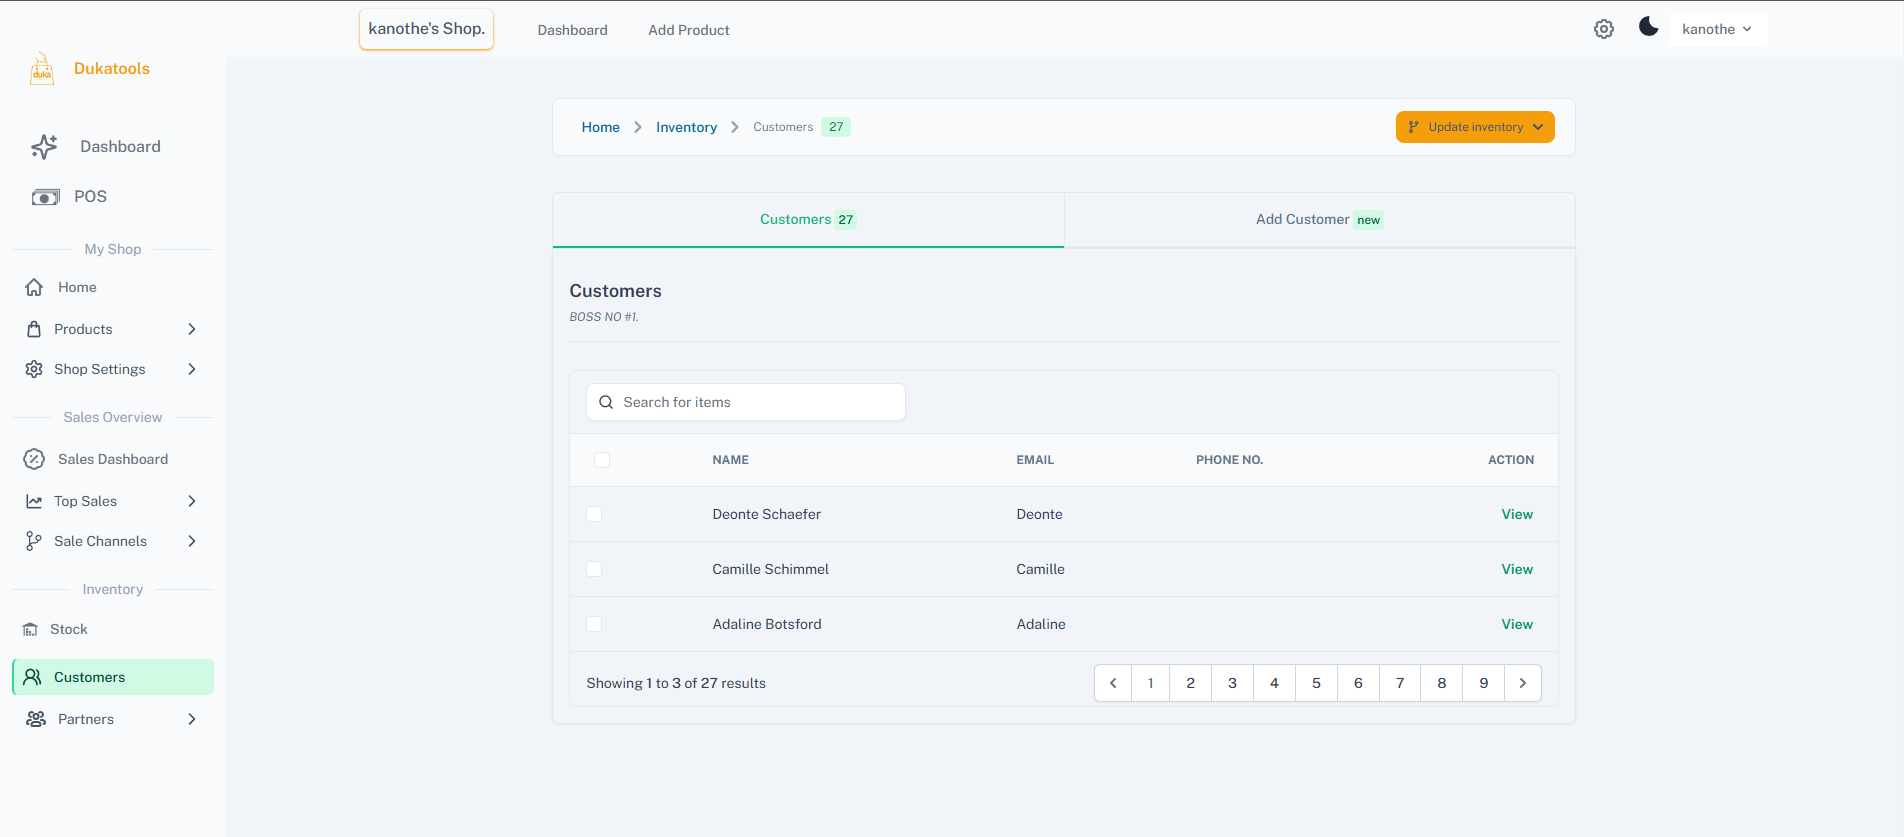 kanothe's Shop.
Dashboard
Add Product
kanothe
duka
Dukatools
Dashboard
POS
My Shop
Home
Products
Shop Settings
Sales Overview
Sales Dashboard
Top Sales
Sale Channels
Inventory
Stock
Customers
Partners
Home Inventory Customers 27
Update inventory
Customers 27
Add Customer new
Customers
BOSS NO #1.
Search for items
NAME EMAIL PHONE NO. ACTION
Deonte Schaefer Deonte View
Camille Schimmel Camille View
Adaline Botsford Adaline View
Showing 1 to 3 of 27 results
1 2 3 4 5 6 7 8 9